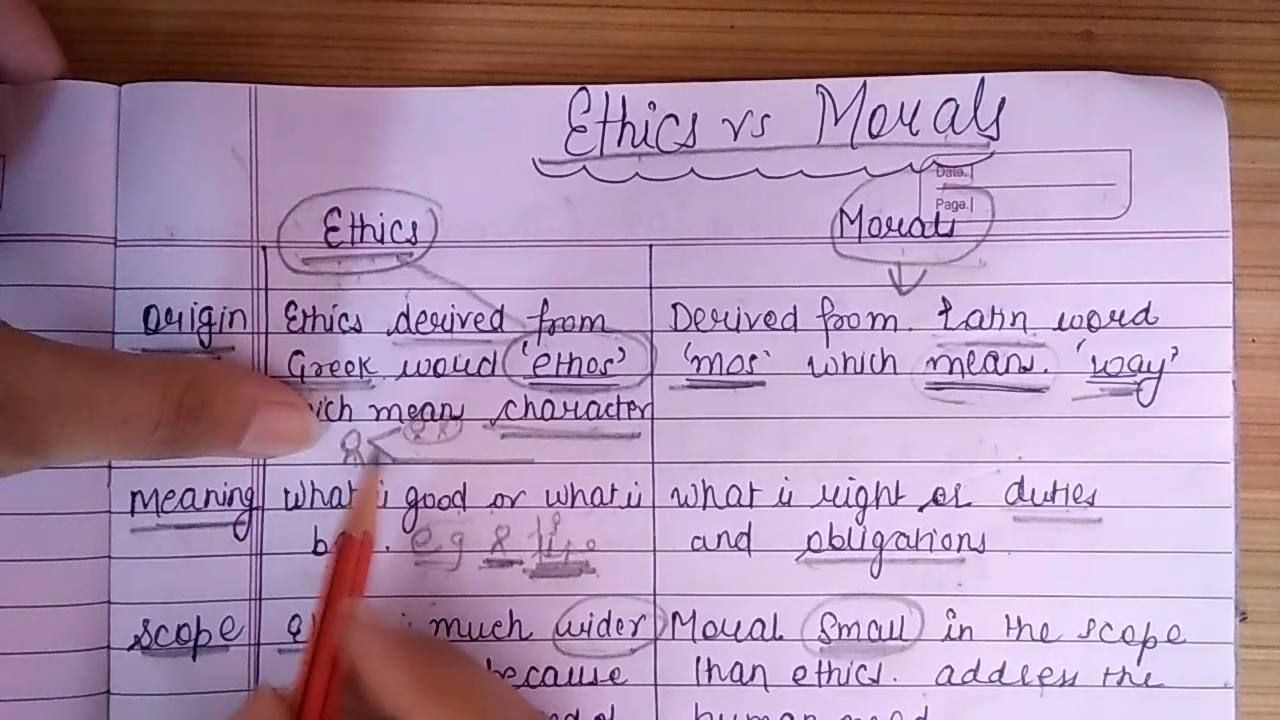 Ethics vs Morals
Date.
Page.
Ethics
Morals
Origin
Ethics derived from
Greek word 'ethos'
mean character
Derived from Latin word
'mos' which mean 'way'
Meaning
what is good or what is
e.g
what is right or duties
and obligations
Scope
much wider
because
Moral small in the scope
than ethics. address the
human